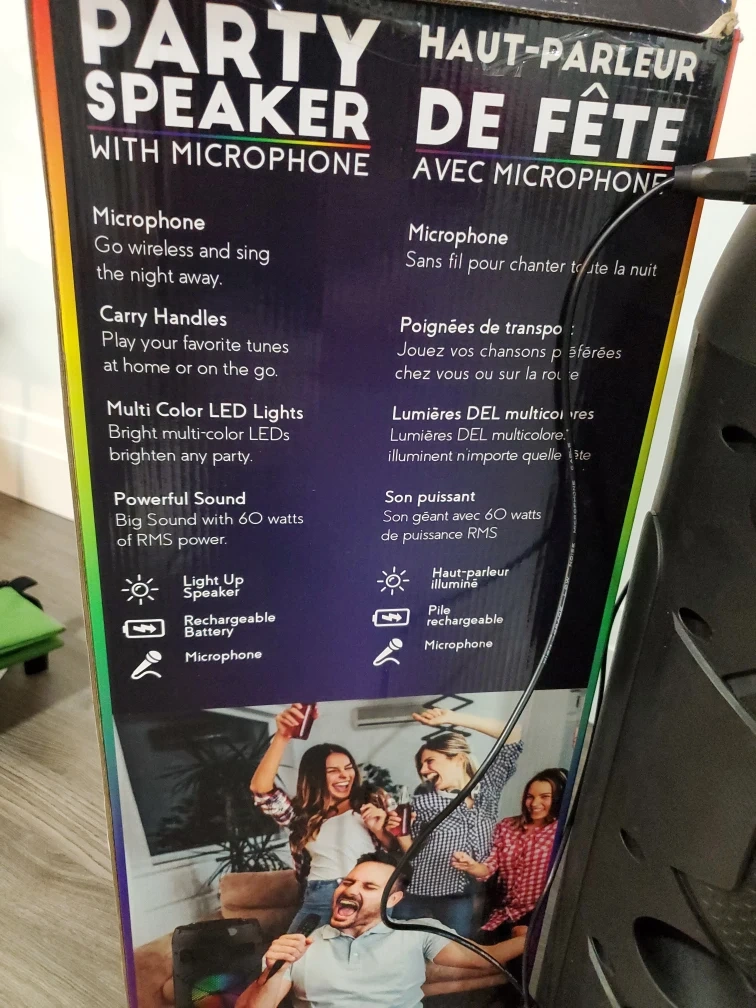 PARTY
SPEAKER
WITH MICROPHONE
Microphone
Go wireless and sing
the night away.
Carry Handles
Play your favorite tunes
at home or on the go.
Multi Color LED Lights
Bright multi-color LEDs
brighten any party.
Powerful Sound
Big Sound with 60 watts
of RMS power.
Light Up
Speaker
Rechargeable
Battery
Microphone
HAUT-PARLEUR
DE FÊTE
AVEC MICROPHONE
Microphone
Sans fil pour chanter toute la nuit
Poignées de
Jouez vos chansons préférées
chez vous ou sur la route
Lumières DEL multicolores
Lumières DEL
illuminent n'importe quelle fête
Son puissant
Son géant avec 60 watts
de puissance RMS
Haut-parleur
illuminé
Pile
rechargeable
Microphone